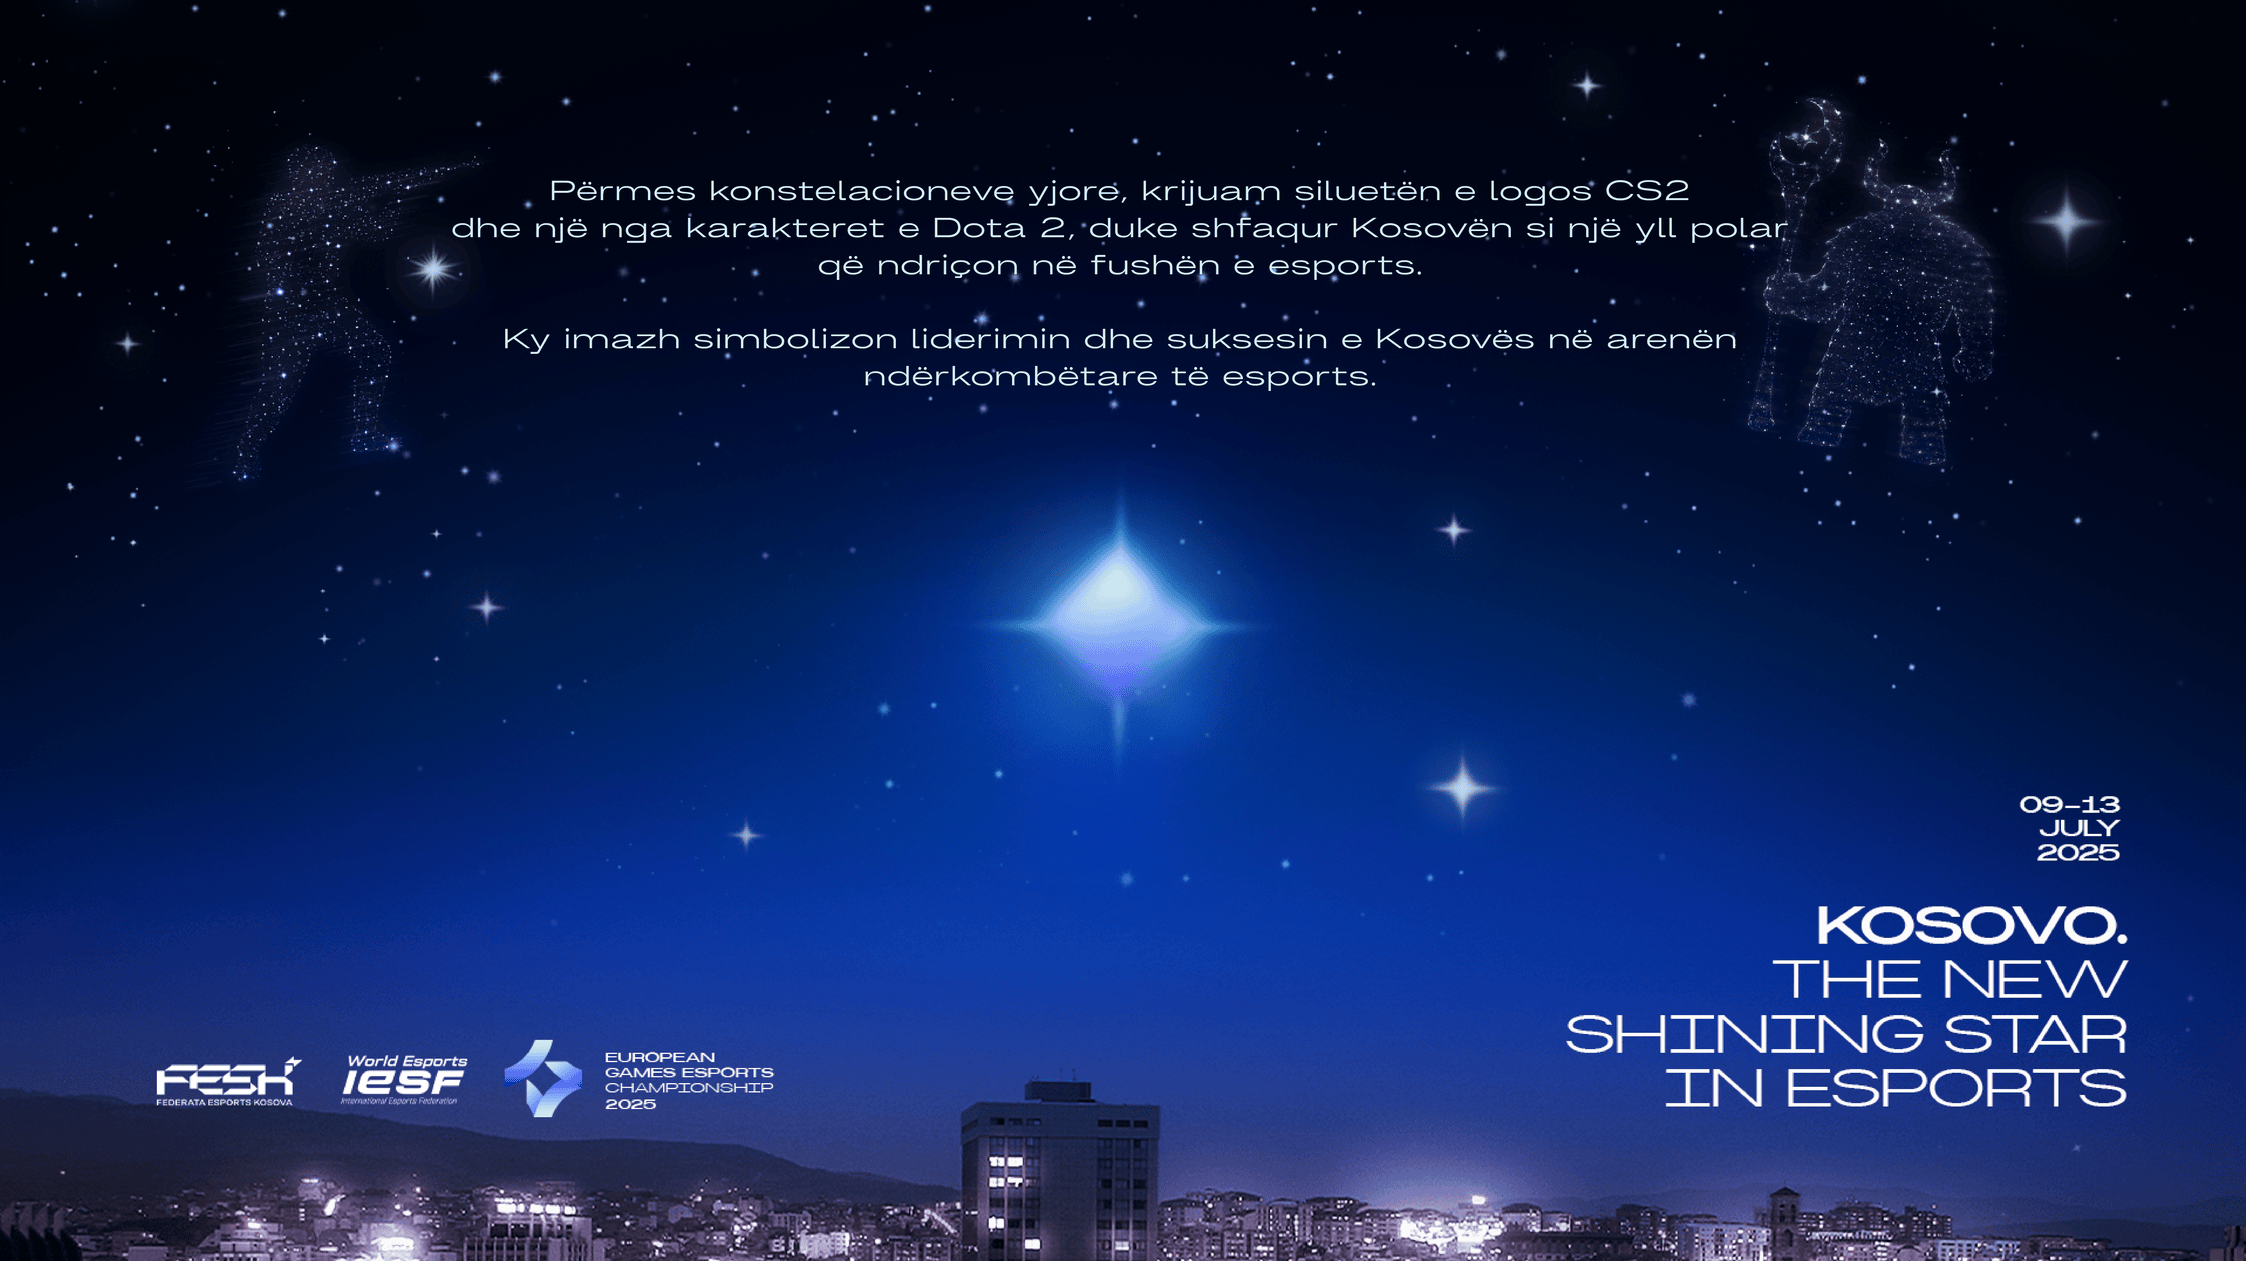 Përmes konstelacioneve yjore, krijuam siluetën e logos CS2
dhe një nga karakteret e Dota 2, duke shfaqur Kosovën si një yll polar
që ndriçon në fushën e esports.
Ky imazh simbolizon liderimin dhe suksesin e Kosovës në arenën
ndërkombëtare të esports.
09–13
JULY
2025
KOSOVO.
THE NEW
SHINING STAR
IN ESPORTS
FESK
FEDERATA ESPORTS KOSOVA
World Esports
IESF
International Esports Federation
EUROPEAN
GAMES ESPORTS
CHAMPIONSHIP
2025